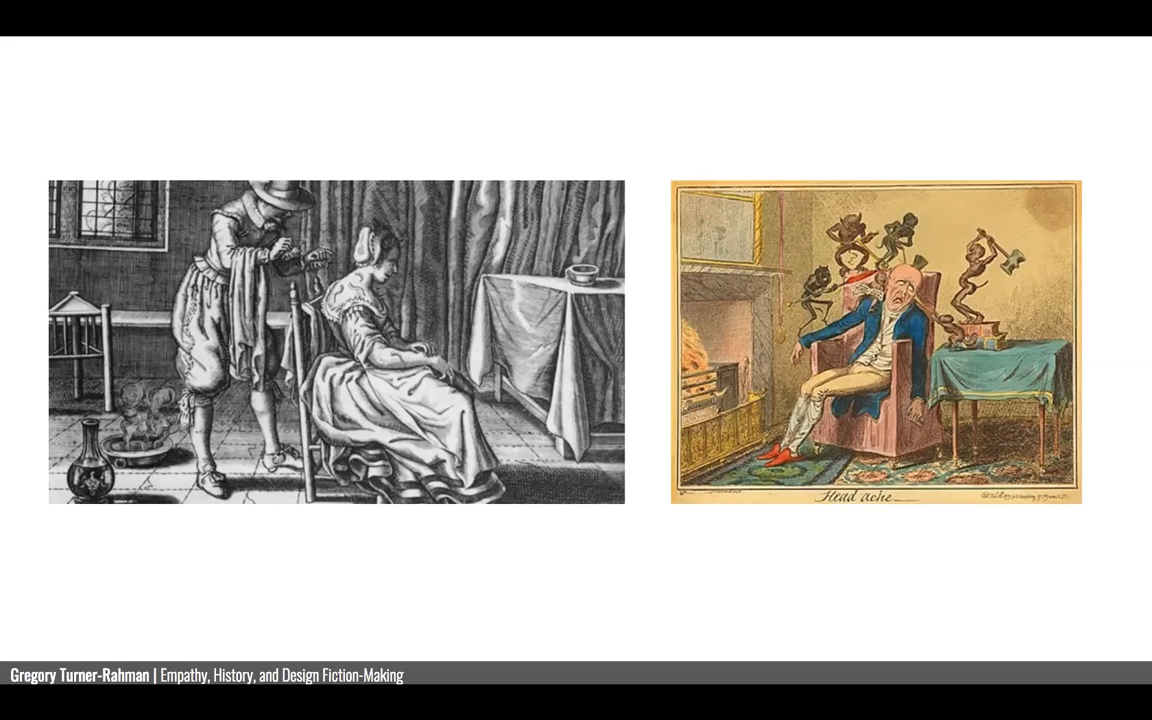 Head ache
Gregory Turner-Rahman | Empathy, History, and Design Fiction-Making